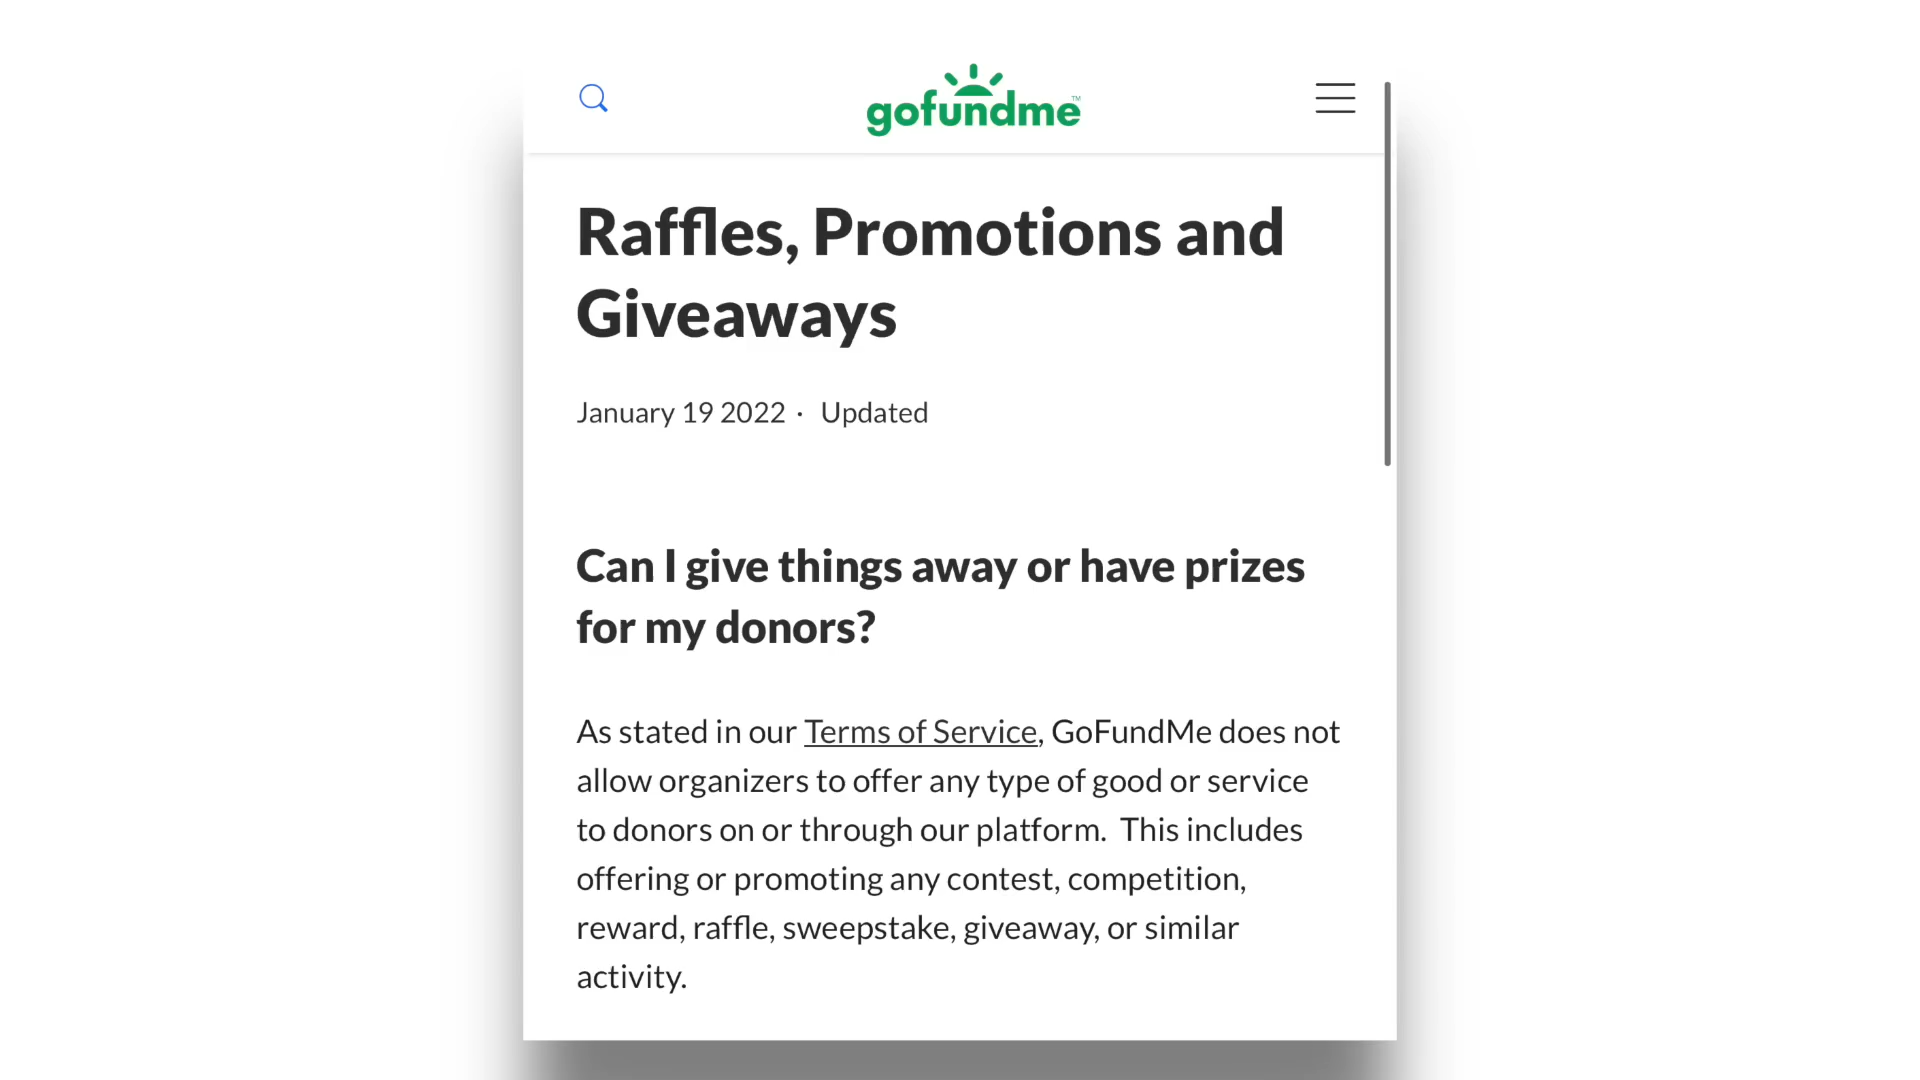 gofundme™
Raffles, Promotions and
Giveaways
January 19 2022 · Updated
Can I give things away or have prizes
for my donors?
As stated in our Terms of Service, GoFundMe does not
allow organizers to offer any type of good or service
to donors on or through our platform.  This includes
offering or promoting any contest, competition,
reward, raffle, sweepstake, giveaway, or similar
activity.